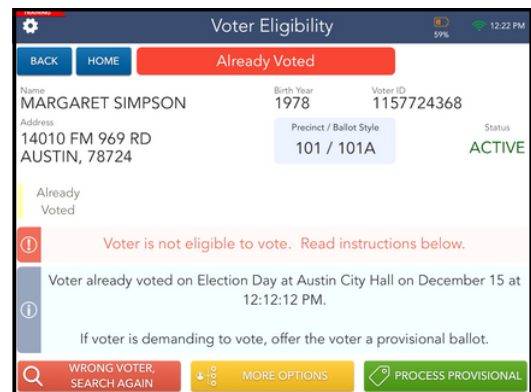 TRAINING
Voter Eligibility
59%
12:22 PM
BACK
HOME
Already Voted
Name
MARGARET SIMPSON
Birth Year
1978
Voter ID
1157724368
Address
14010 FM 969 RD
AUSTIN, 78724
Precinct / Ballot Style
101 / 101A
Status
ACTIVE
Already
Voted
Voter is not eligible to vote. Read instructions below.
Voter already voted on Election Day at Austin City Hall on December 15 at
12:12:12 PM.
If voter is demanding to vote, offer the voter a provisional ballot.
WRONG VOTER,
SEARCH AGAIN
MORE OPTIONS
PROCESS PROVISIONAL